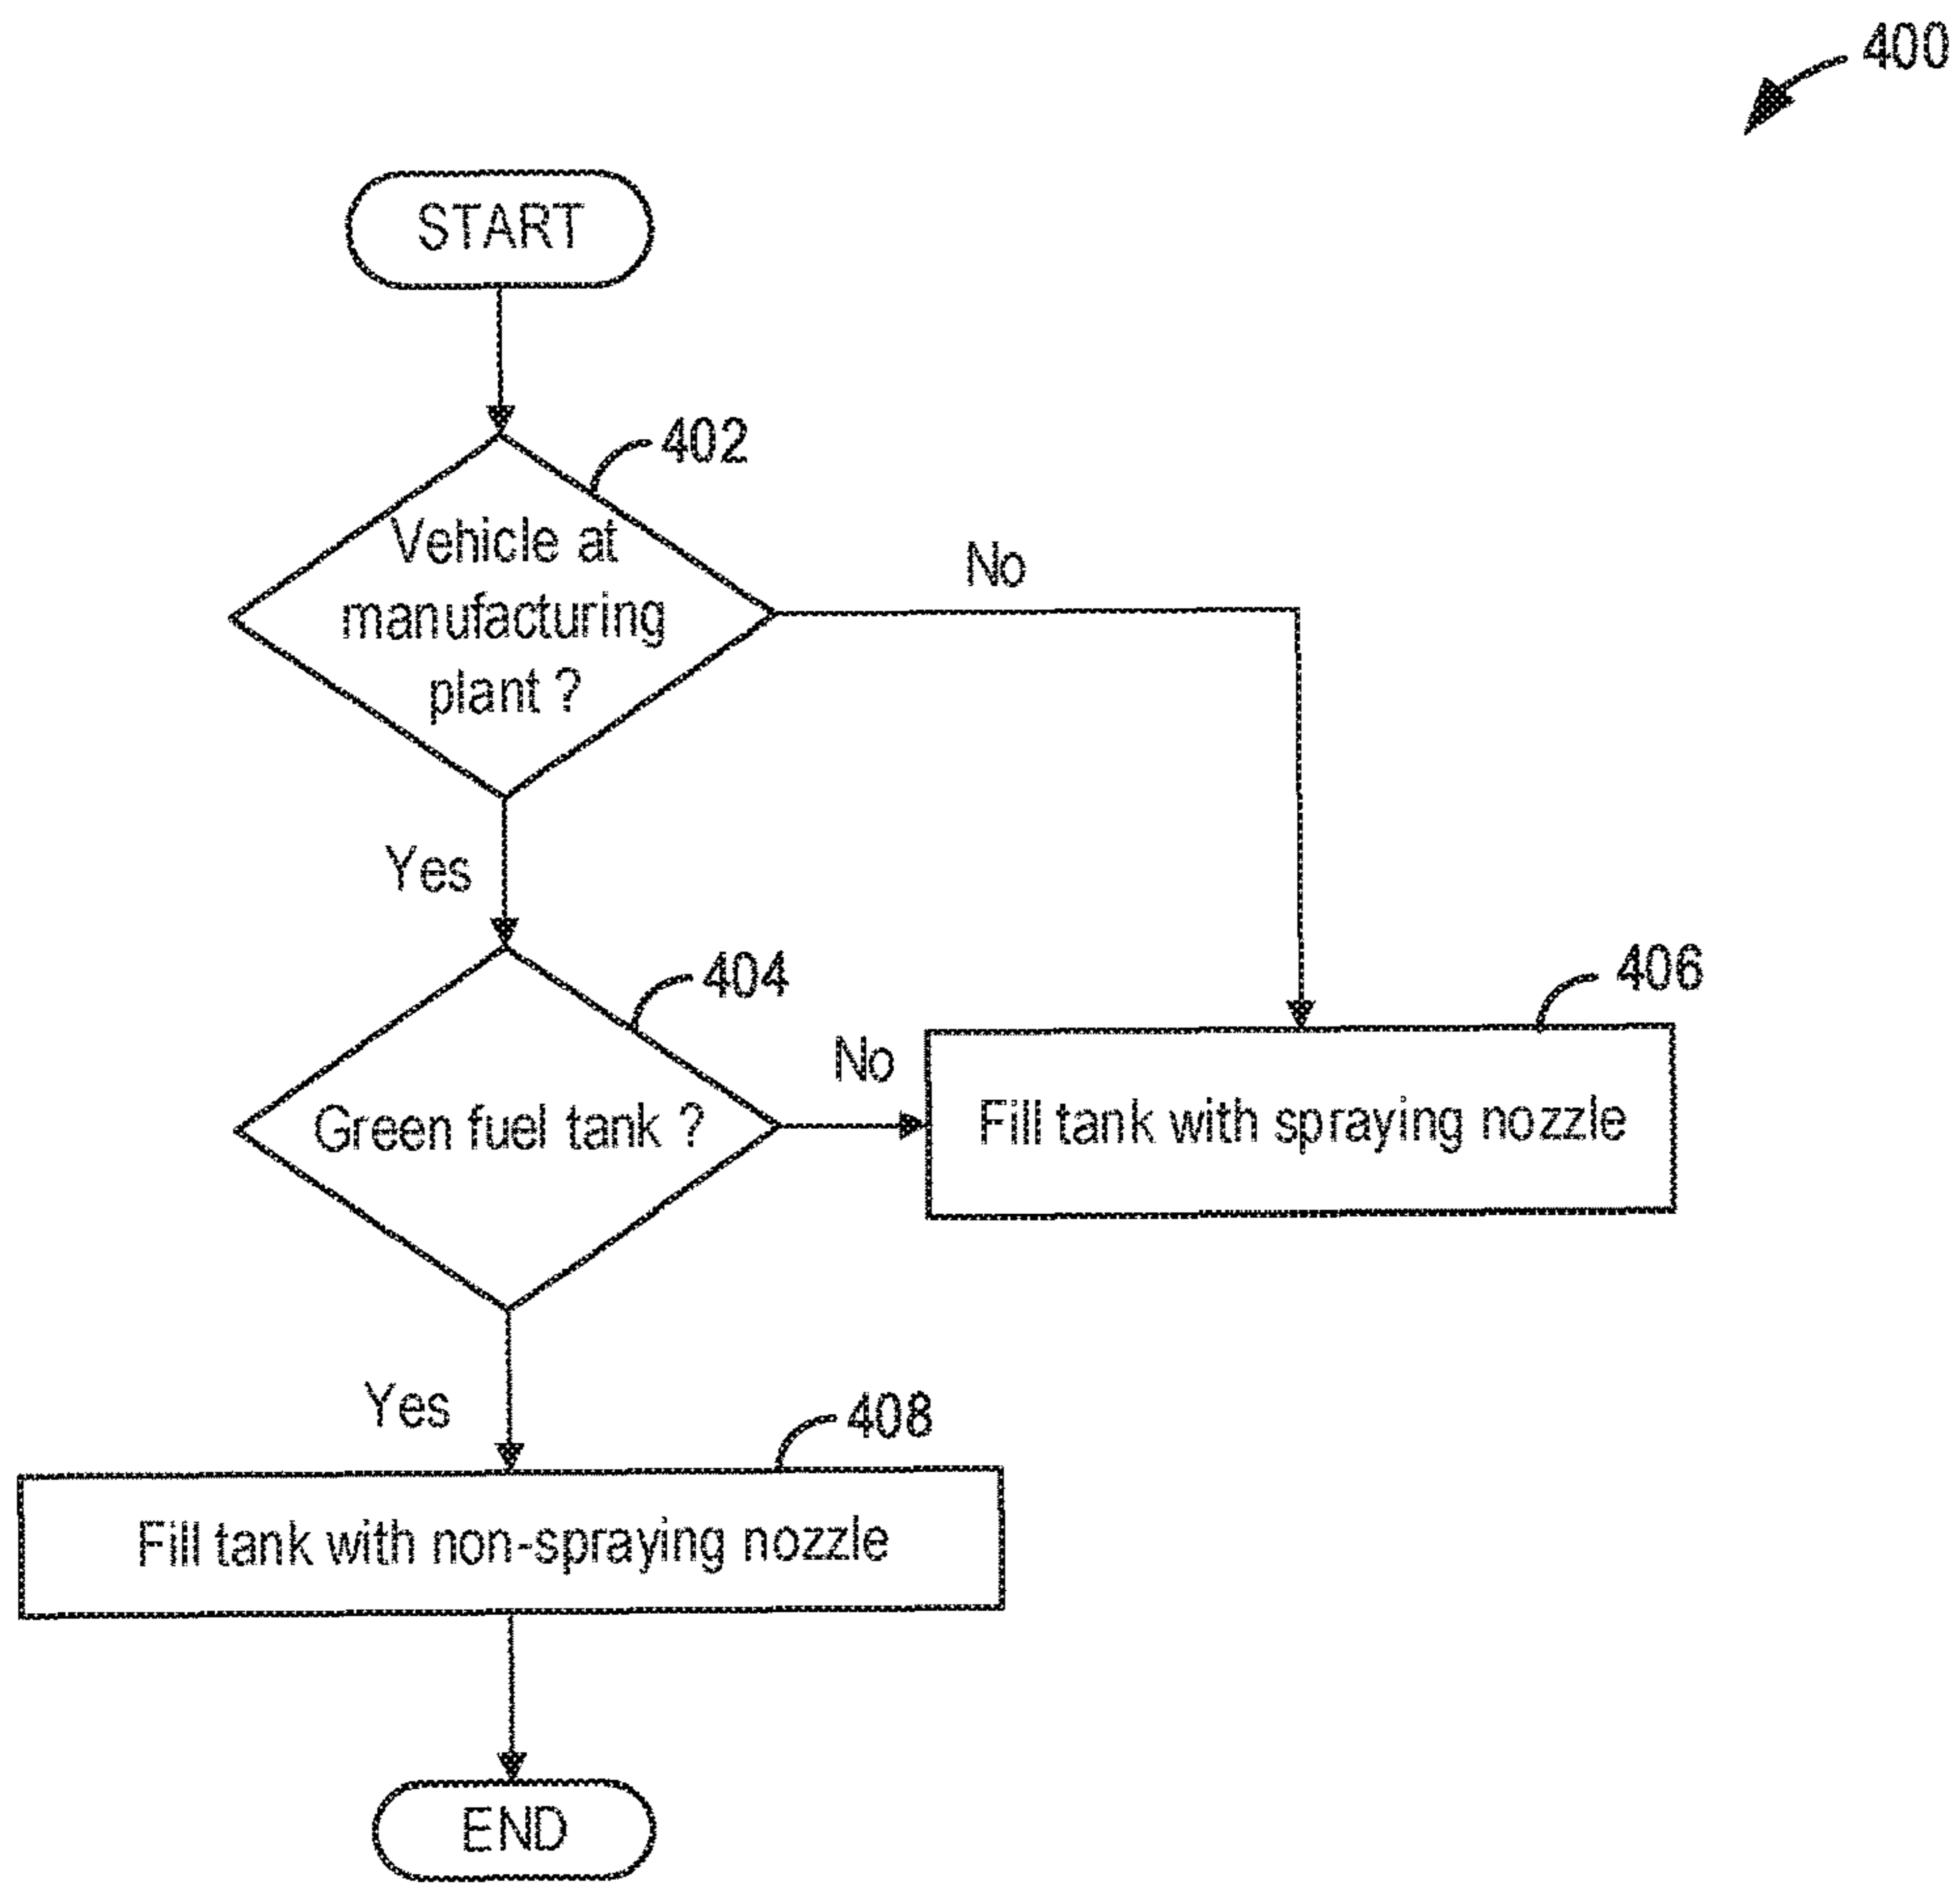 400
START
402
Vehicle at
manufacturing
plant ?
No
Yes
404
406
No
Green fuel tank ?
Fill tank with spraying nozzle
Yes
408
Fill tank with non-spraying nozzle
END